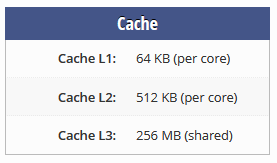 Cache
Cache L1: 64 KB (per core)
Cache L2: 512 KB (per core)
Cache L3: 256 MB (shared)